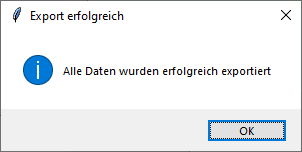 Export erfolgreich
Alle Daten wurden erfolgreich exportiert
OK